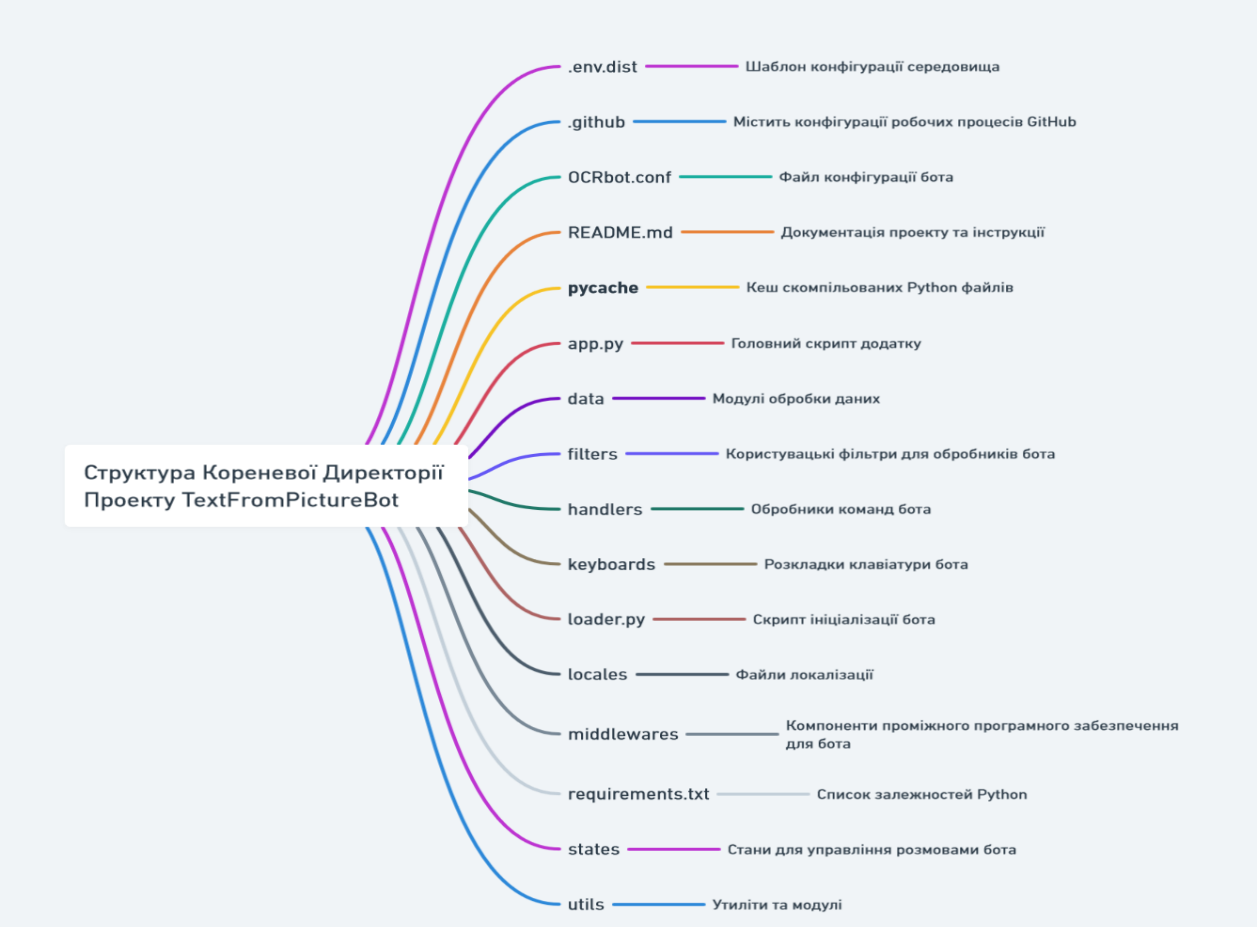 .env.dist Шаблон конфігурації середовища
.github Містить конфігурації робочих процесів GitHub
OCRbot.conf Файл конфігурації бота
README.md Документація проекту та інструкції
pycache Кеш скомпільованих Python файлів
app.py Головний скрипт додатку
data Модулі обробки даних
filters Користувацькі фільтри для обробників бота
Структура Кореневої Директорії
Проекту TextFromPictureBot
handlers Обробники команд бота
keyboards Розкладки клавіатури бота
loader.py Скрипт ініціалізації бота
locales Файли локалізації
middlewares Компоненти проміжного програмного забезпечення
для бота
requirements.txt Список залежностей Python
states Стани для управління розмовами бота
utils Утиліти та модулі